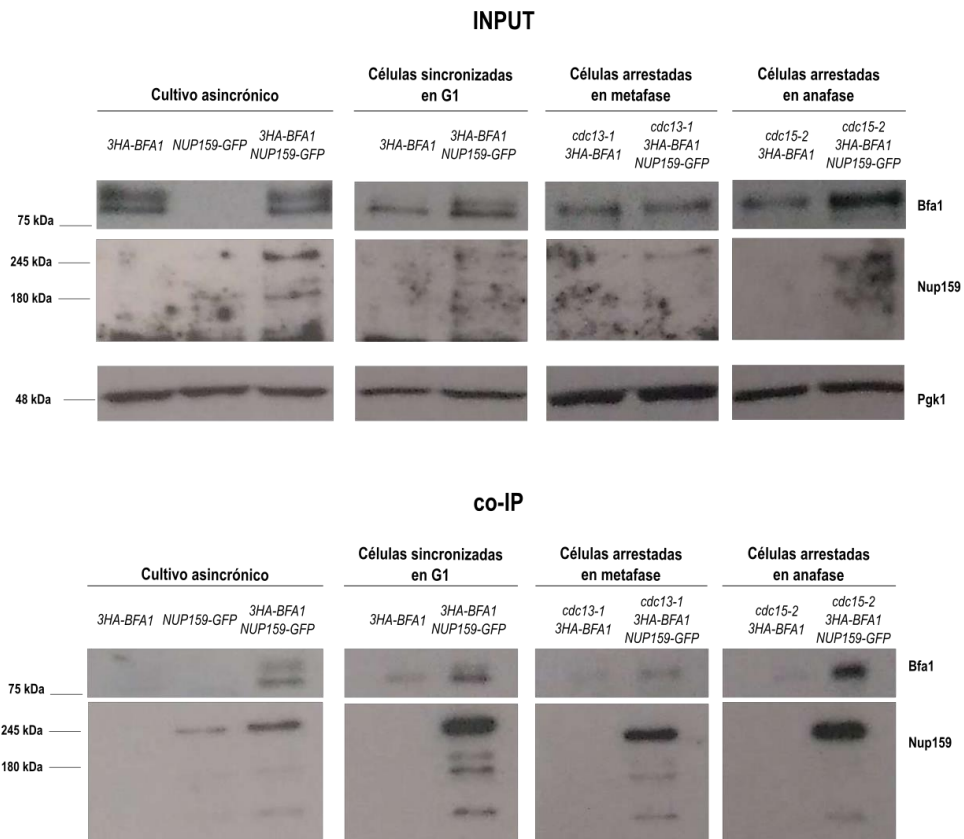 INPUT
Cultivo asincrónico
Células sincronizadas
en G1
Células arrestadas
en metafase
Células arrestadas
en anafase
3HA-BFA1
NUP159-GFP
3HA-BFA1
NUP159-GFP
3HA-BFA1
3HA-BFA1
NUP159-GFP
cdc13-1
3HA-BFA1
cdc13-1
3HA-BFA1
NUP159-GFP
cdc15-2
3HA-BFA1
cdc15-2
3HA-BFA1
NUP159-GFP
Bfa1
75 kDa
245 kDa
180 kDa
Nup159
48 kDa
Pgk1
co-IP
Cultivo asincrónico
Células sincronizadas
en G1
Células arrestadas
en metafase
Células arrestadas
en anafase
3HA-BFA1
NUP159-GFP
3HA-BFA1
NUP159-GFP
3HA-BFA1
3HA-BFA1
NUP159-GFP
cdc13-1
3HA-BFA1
cdc13-1
3HA-BFA1
NUP159-GFP
cdc15-2
3HA-BFA1
cdc15-2
3HA-BFA1
NUP159-GFP
Bfa1
75 kDa
245 kDa
180 kDa
Nup159